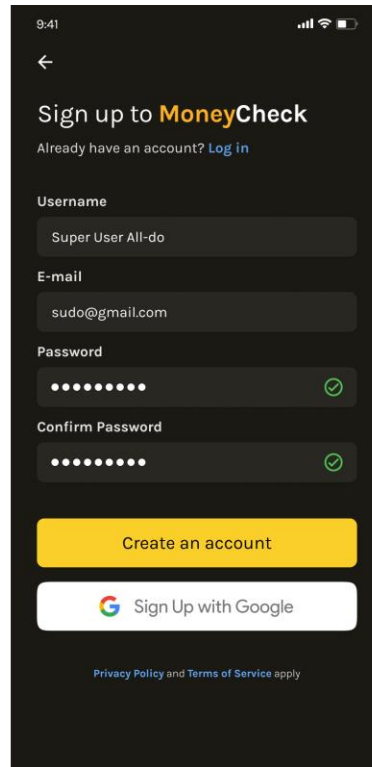 9:41
Sign up to MoneyCheck
Already have an account? Log in
Username
Super User All-do
E-mail
sudo@gmail.com
Password
●●●●●●●●●
Confirm Password
●●●●●●●●●
Create an account
G Sign Up with Google
Privacy Policy and Terms of Service apply